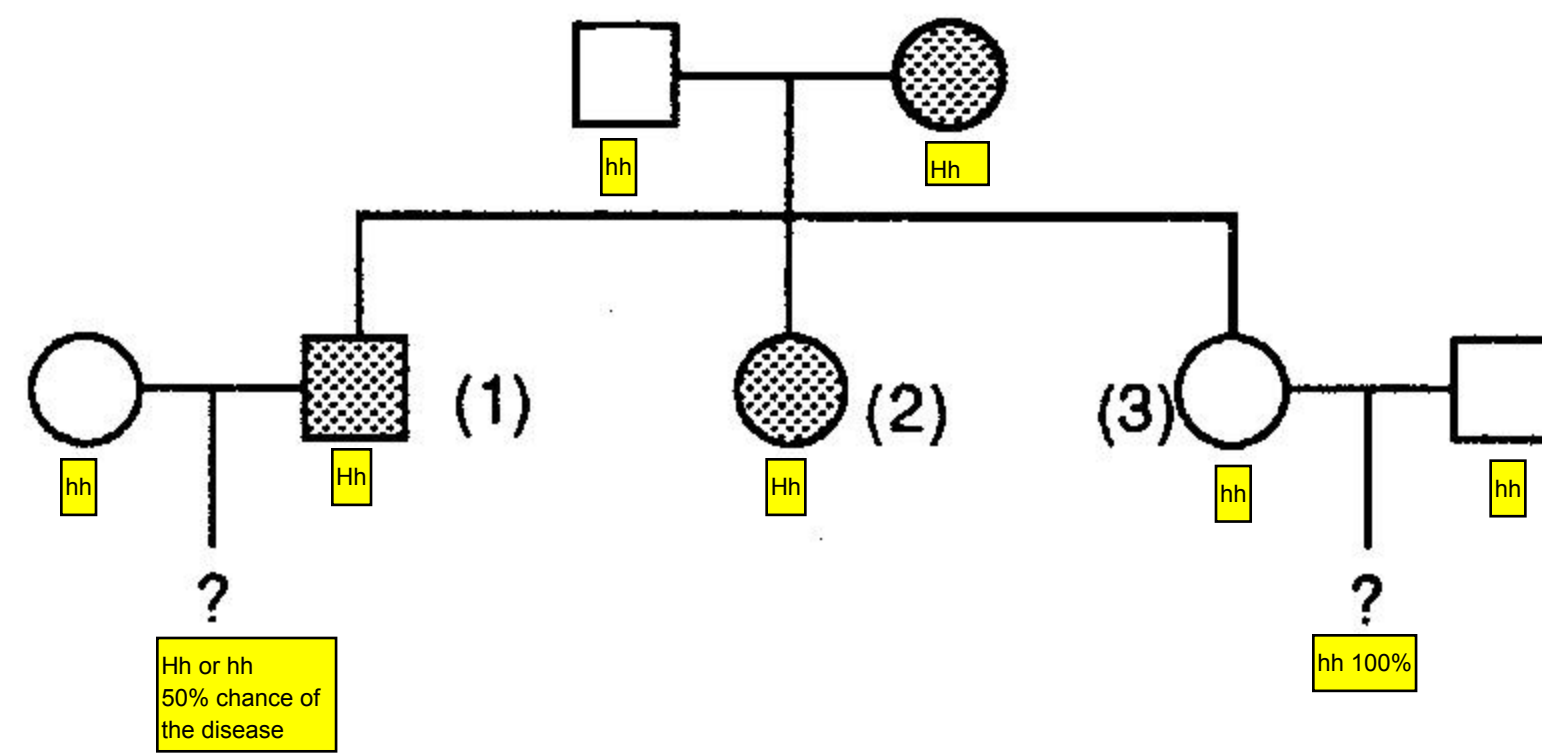 hh
Hh
(1)
(2)
(3)
hh
Hh
Hh
hh
hh
?
?
Hh or hh
50% chance of
the disease
hh 100%